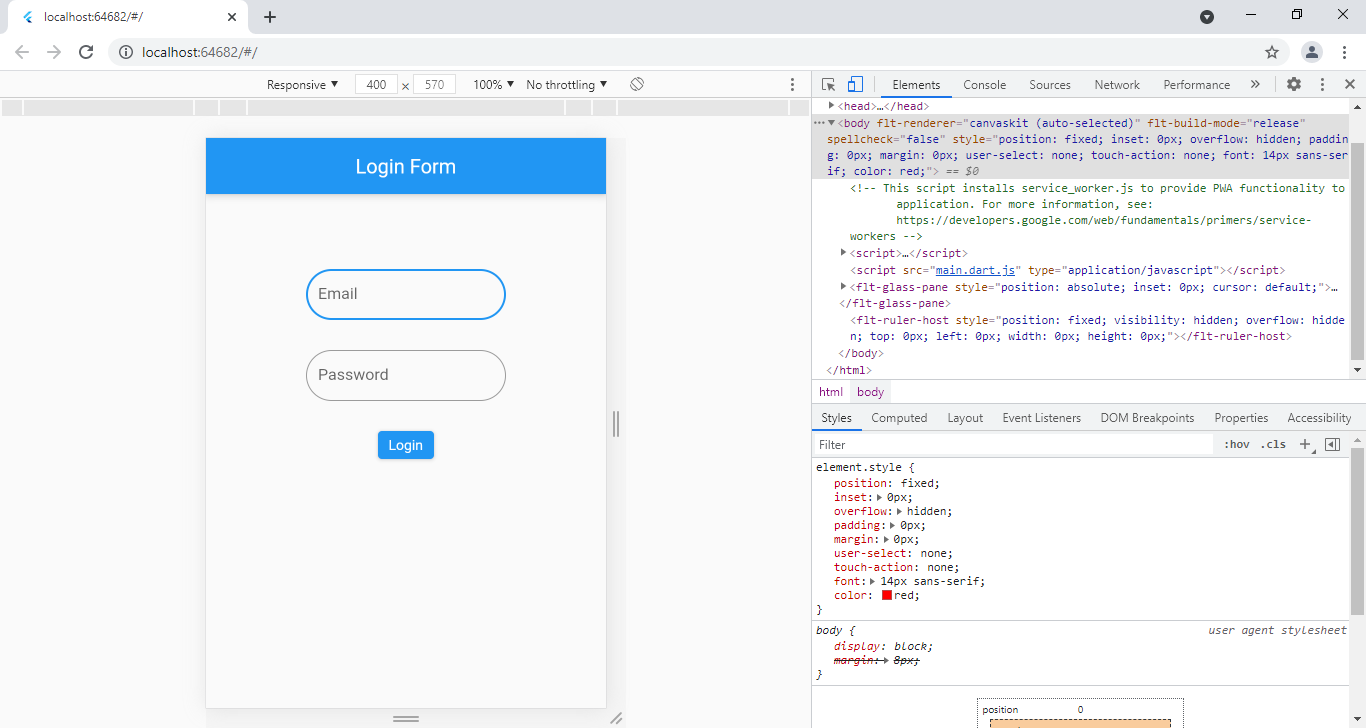 localhost:64682/#/
localhost:64682/#/
Responsive 400 × 570 100% No throttling
Elements Console Sources Network Performance »
Login Form
Email
Password
Login
<head>…</head>
<body flt-renderer="canvaskit (auto-selected)" flt-build-mode="release"
spellcheck="false" style="position: fixed; inset: 0px; overflow: hidden; paddin
g: 0px; margin: 0px; user-select: none; touch-action: none; font: 14px sans-ser
if; color: red;"> == $0
<!-- This script installs service_worker.js to provide PWA functionality to
application. For more information, see:
https://developers.google.com/web/fundamentals/primers/service-
workers -->
<script>…</script>
<script src="main.dart.js" type="application/javascript"></script>
<flt-glass-pane style="position: absolute; inset: 0px; cursor: default;">…
</flt-glass-pane>
<flt-ruler-host style="position: fixed; visibility: hidden; overflow: hidde
n; top: 0px; left: 0px; width: 0px; height: 0px;"></flt-ruler-host>
</body>
</html>
html body
Styles Computed Layout Event Listeners DOM Breakpoints Properties Accessibility
Filter :hov .cls +
element.style {
position: fixed;
inset: 0px;
overflow: hidden;
padding: 0px;
margin: 0px;
user-select: none;
touch-action: none;
font: 14px sans-serif;
color: red;
}
body { user agent stylesheet
display: block;
margin: 8px;
}
position 0